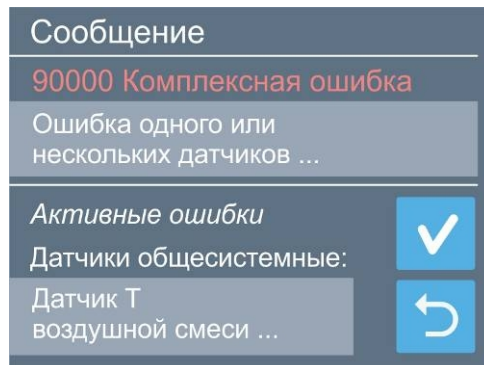 Сообщение
90000 Комплексная ошибка
Ошибка одного или
нескольких датчиков ...
Активные ошибки
Датчики общесистемные:
Датчик Т
воздушной смеси ...